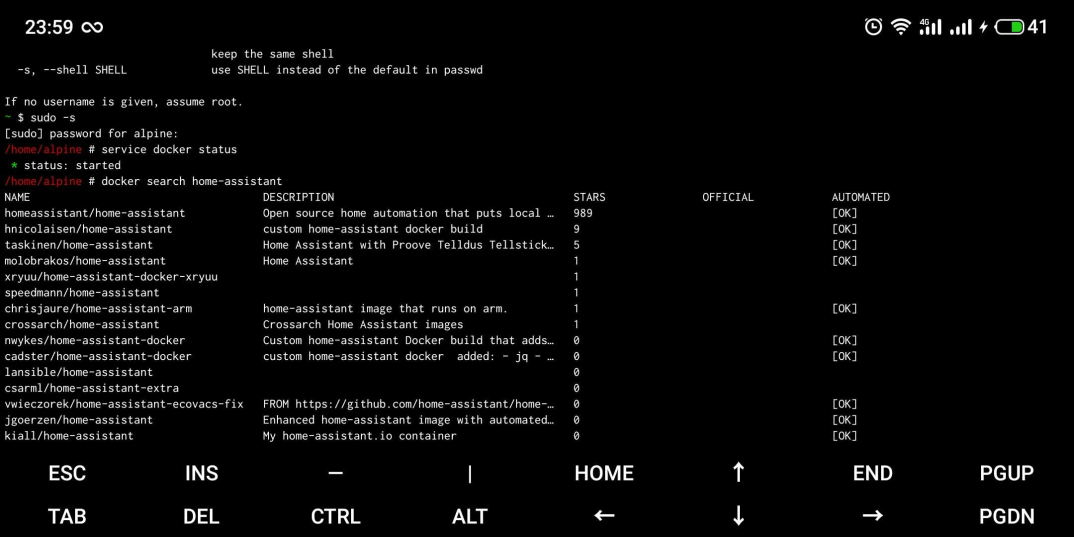 23:59 4G 41
keep the same shell
-s, --shell SHELL use SHELL instead of the default in passwd
If no username is given, assume root.
~ $ sudo -s
[sudo] password for alpine:
/home/alpine # service docker status
* status: started
/home/alpine # docker search home-assistant
NAME DESCRIPTION STARS OFFICIAL AUTOMATED
homeassistant/home-assistant Open source home automation that puts local … 989 [OK]
hnicolaisen/home-assistant custom home-assistant docker build 9 [OK]
taskinen/home-assistant Home Assistant with Proove Telldus Tellstick… 5 [OK]
molobrakos/home-assistant Home Assistant 1 [OK]
xryuu/home-assistant-docker-xryuu 1
speedmann/home-assistant 1
chrisjaure/home-assistant-arm home-assistant image that runs on arm. 1 [OK]
crossarch/home-assistant Crossarch Home Assistant images 1
nwykes/home-assistant-docker Custom home-assistant Docker build that adds… 0 [OK]
cadster/home-assistant-docker custom home-assistant docker added: - jq - … 0 [OK]
lansible/home-assistant 0
csarml/home-assistant-extra 0
vwieczorek/home-assistant-ecovacs-fix FROM https://github.com/home-assistant/home-… 0 [OK]
jgoerzen/home-assistant Enhanced home-assistant image with automated… 0 [OK]
kiall/home-assistant My home-assistant.io container 0 [OK]
ESC INS — | HOME ↑ END PGUP
TAB DEL CTRL ALT ← ↓ → PGDN